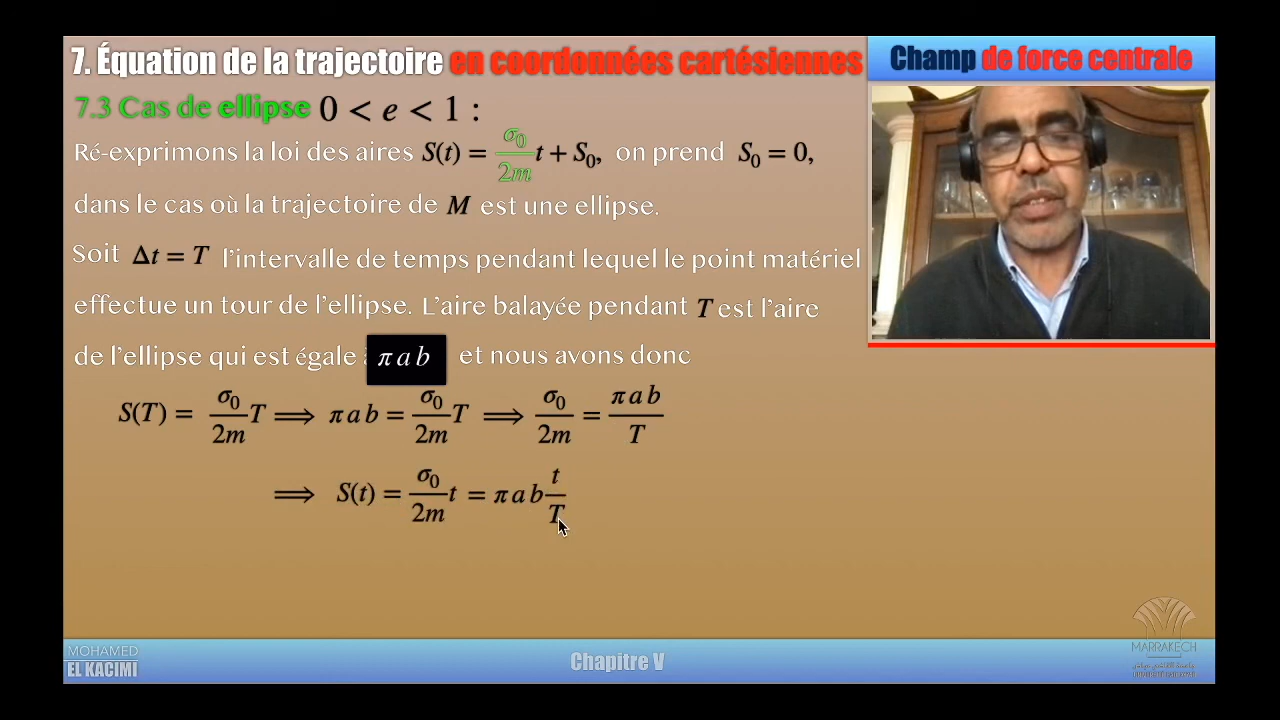 7. Équation de la trajectoire en coordonnées cartésiennes
Champ de force centrale
7.3 Cas de ellipse 0 < e < 1 :
Ré-exprimons la loi des aires S(t) = σ₀/2m t + S₀, on prend S₀ = 0,
dans le cas où la trajectoire de M est une ellipse.
Soit Δt = T l'intervalle de temps pendant lequel le point matériel
effectue un tour de l'ellipse. L'aire balayée pendant T est l'aire
de l'ellipse qui est égale π a b et nous avons donc
S(T) = σ₀/2m T ⟹ π a b = σ₀/2m T ⟹ σ₀/2m = π a b/T
⟹ S(t) = σ₀/2m t = π a b t/T
MOHAMED
EL KACIMI
Chapitre V
MARRAKECH